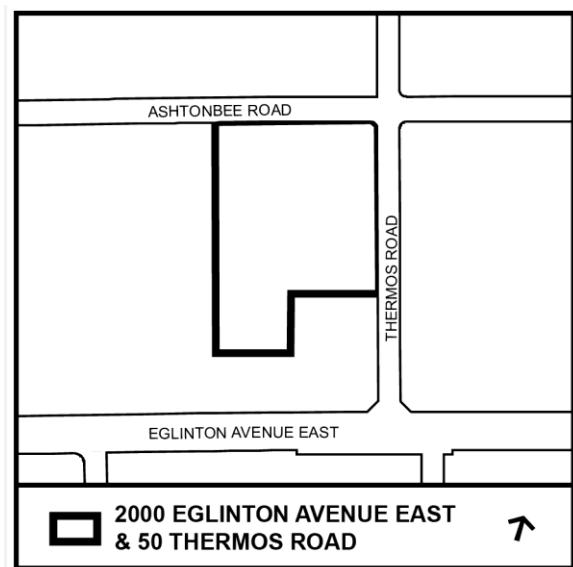 ASHTONBEE ROAD
THERMOS ROAD
EGLINTON AVENUE EAST
2000 EGLINTON AVENUE EAST
& 50 THERMOS ROAD